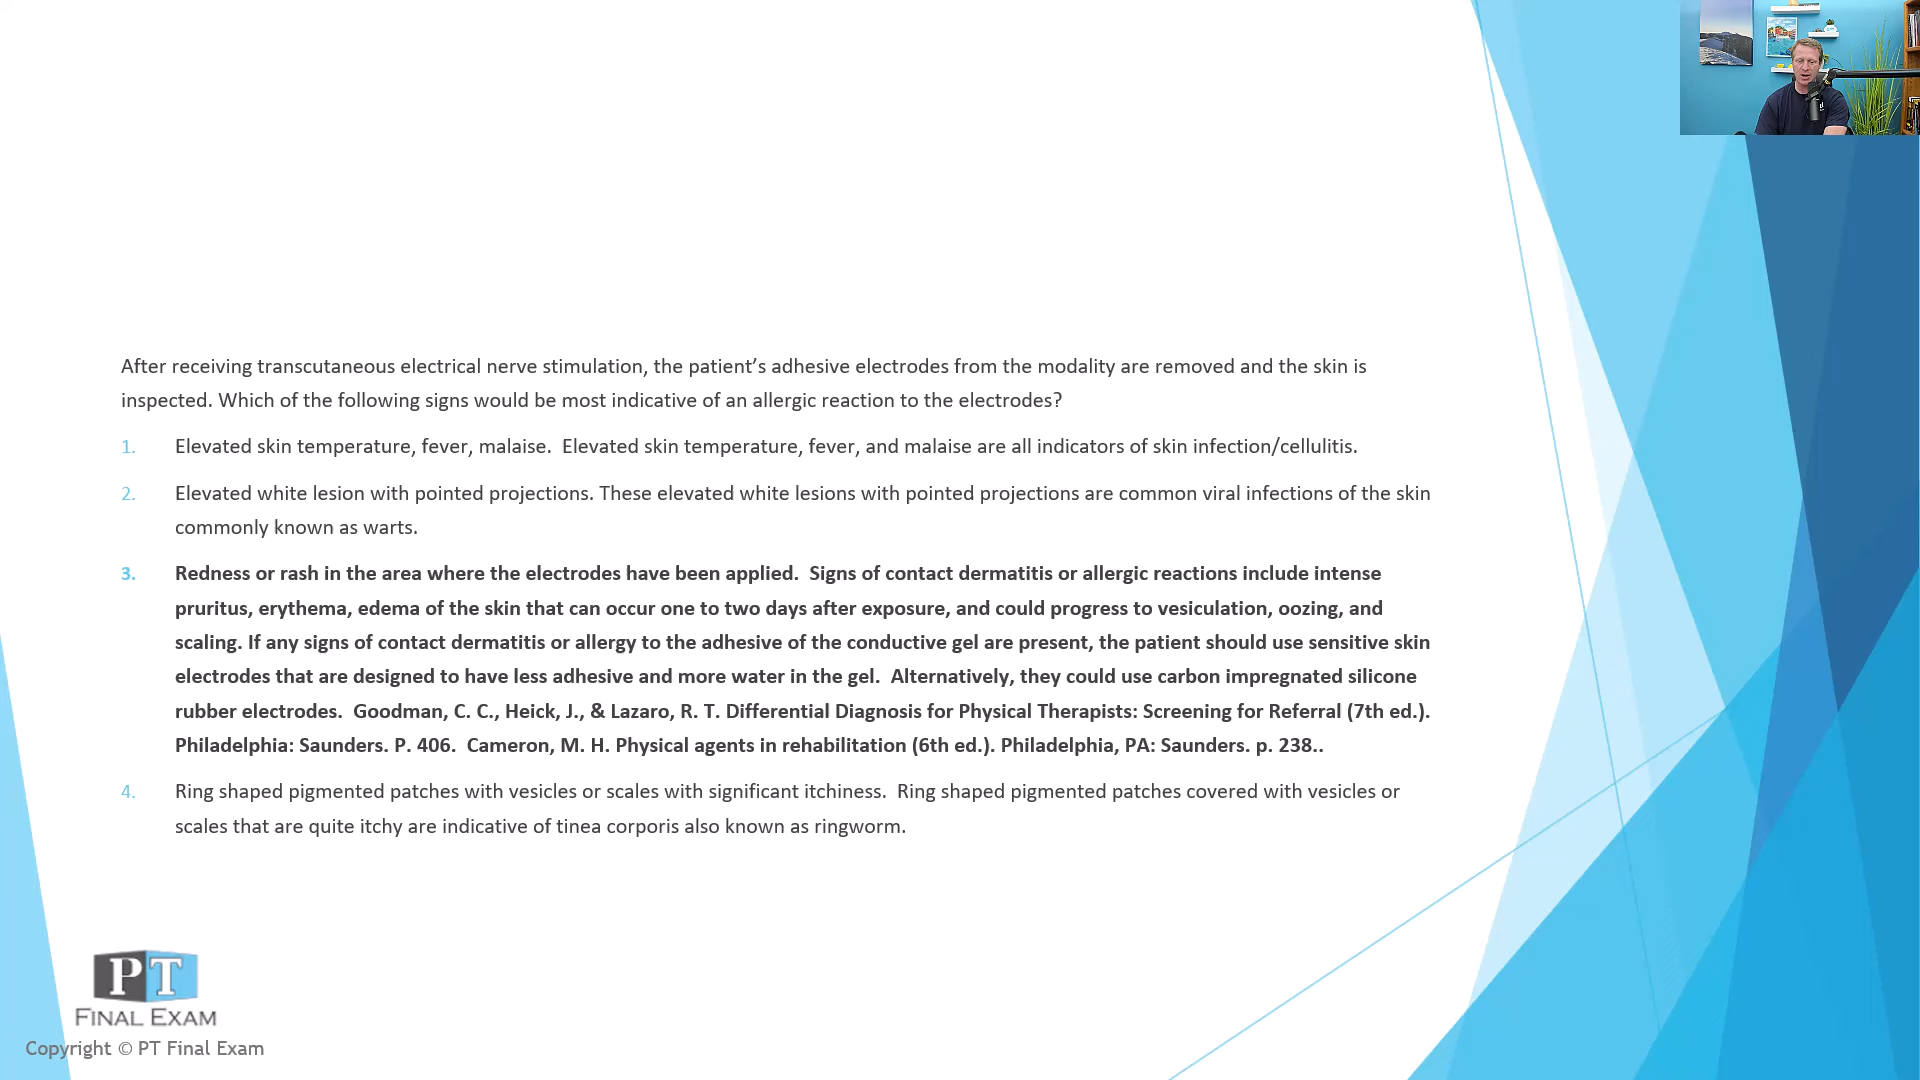 After receiving transcutaneous electrical nerve stimulation, the patient’s adhesive electrodes from the modality are removed and the skin is
inspected. Which of the following signs would be most indicative of an allergic reaction to the electrodes?
1. Elevated skin temperature, fever, malaise.  Elevated skin temperature, fever, and malaise are all indicators of skin infection/cellulitis.
2. Elevated white lesion with pointed projections. These elevated white lesions with pointed projections are common viral infections of the skin
commonly known as warts.
3. Redness or rash in the area where the electrodes have been applied.  Signs of contact dermatitis or allergic reactions include intense
pruritus, erythema, edema of the skin that can occur one to two days after exposure, and could progress to vesiculation, oozing, and
scaling. If any signs of contact dermatitis or allergy to the adhesive of the conductive gel are present, the patient should use sensitive skin
electrodes that are designed to have less adhesive and more water in the gel.  Alternatively, they could use carbon impregnated silicone
rubber electrodes.  Goodman, C. C., Heick, J., & Lazaro, R. T. Differential Diagnosis for Physical Therapists: Screening for Referral (7th ed.).
Philadelphia: Saunders. P. 406.  Cameron, M. H. Physical agents in rehabilitation (6th ed.). Philadelphia, PA: Saunders. p. 238..
4. Ring shaped pigmented patches with vesicles or scales with significant itchiness.  Ring shaped pigmented patches covered with vesicles or
scales that are quite itchy are indicative of tinea corporis also known as ringworm.
PT
FINAL EXAM
Copyright © PT Final Exam